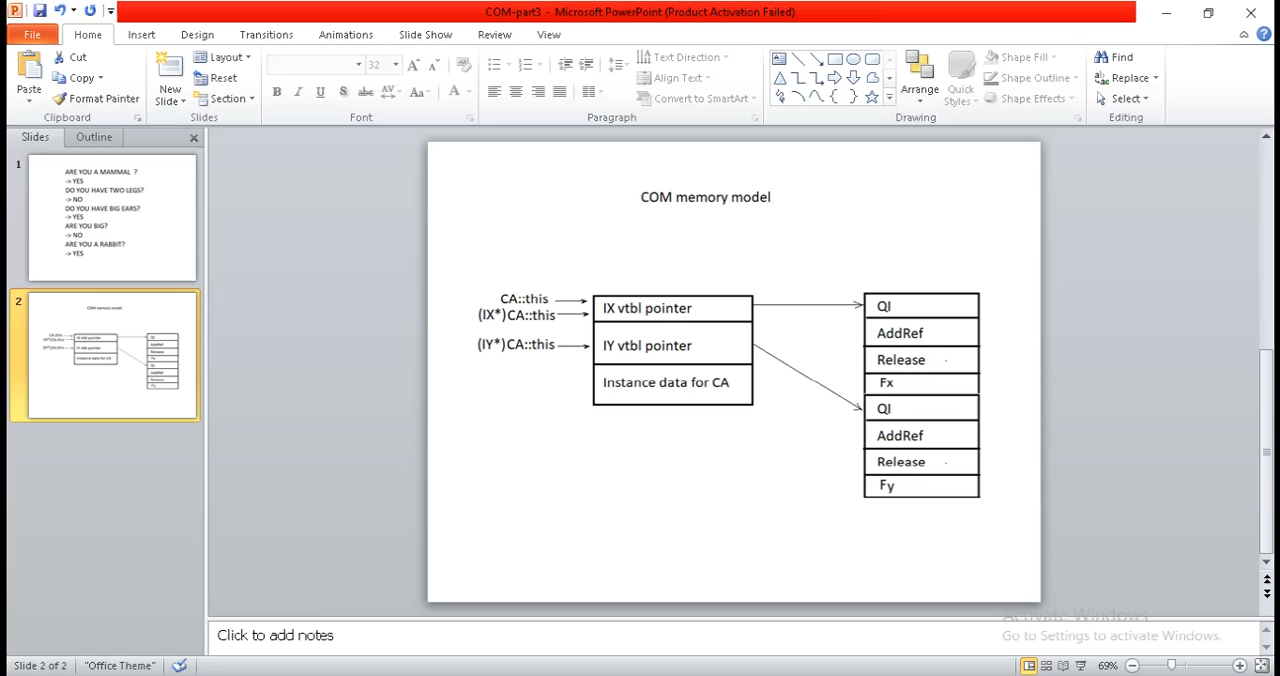 COM-part3 - Microsoft PowerPoint (Product Activation Failed)
File Home Insert Design Transitions Animations Slide Show Review View
Paste
Cut
Copy
Format Painter
Clipboard
New
Slide
Layout
Reset
Section
Slides
32
B I U S abc AV Aa A
Font
Text Direction
Align Text
Convert to SmartArt
Paragraph
Arrange
Quick
Styles
Shape Fill
Shape Outline
Shape Effects
Drawing
Find
Replace
Select
Editing
Slides Outline
1
ARE YOU A MAMMAL ?
-> YES
DO YOU HAVE TWO LEGS?
-> NO
DO YOU HAVE BIG EARS?
-> YES
ARE YOU BIG?
-> NO
ARE YOU A RABBIT?
-> YES
2
COM memory model
CA::this
(IX*)CA::this
(IY*)CA::this
IX vtbl pointer
IY vtbl pointer
Instance data for CA
QI
AddRef
Release
Fx
QI
AddRef
Release
Fy
Click to add notes
Activate Windows
Go to Settings to activate Windows.
Slide 2 of 2 "Office Theme" 69%